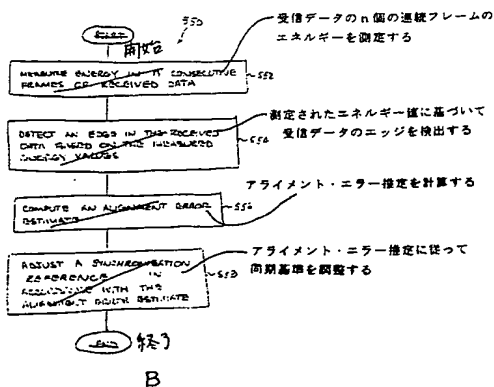 550
START
開始
受信データのn個の連続フレームの
エネルギーを測定する
MEASURE ENERGY IN N CONSECUTIVE
FRAMES OF RECEIVED DATA
552
測定されたエネルギー値に基づいて
受信データのエッジを検出する
DETECT AN EDGE IN THE RECEIVED
DATA BASED ON THE MEASURED
ENERGY VALUES
554
アライメント・エラー推定を計算する
COMPUTE AN ALIGNMENT ERROR
ESTIMATE
556
アライメント・エラー推定に従って
同期基準を調整する
ADJUST A SYNCHRONIZATION
REFERENCE IN
ACCORDANCE WITH THE
ALIGNMENT ERROR ESTIMATE
558
END
終了
B